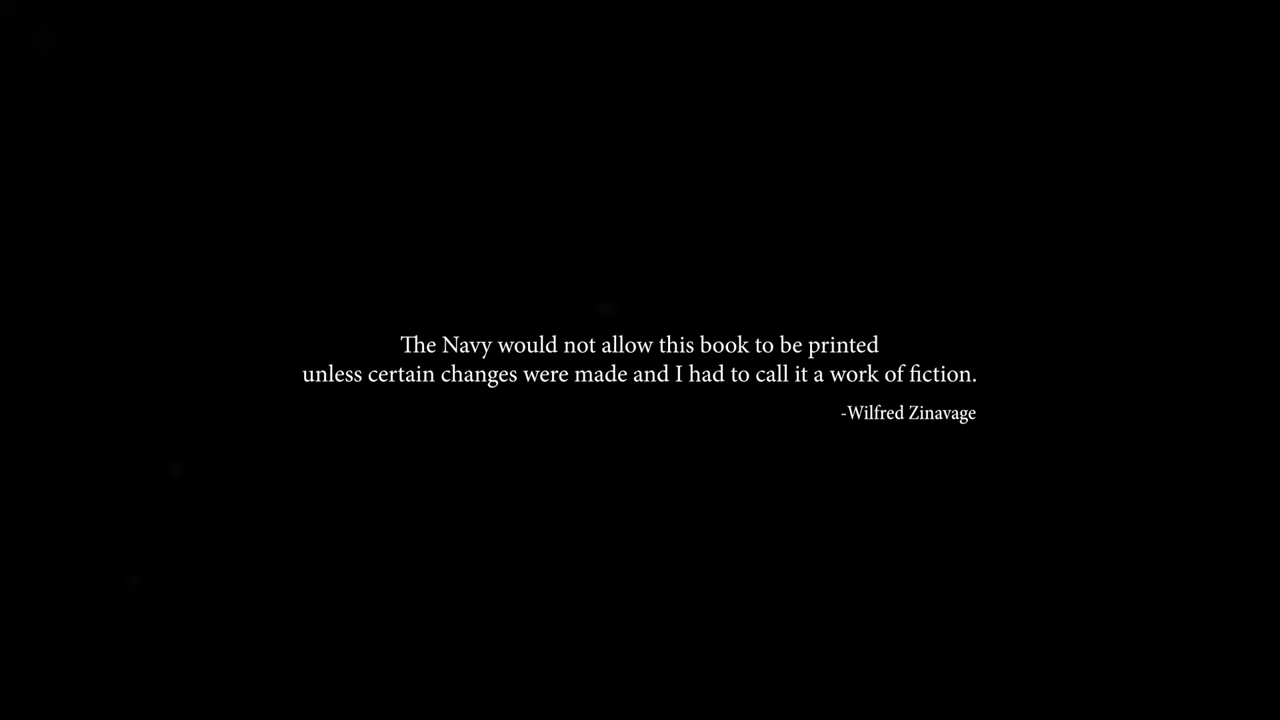 The Navy would not allow this book to be printed
unless certain changes were made and I had to call it a work of fiction.
-Wilfred Zinavage